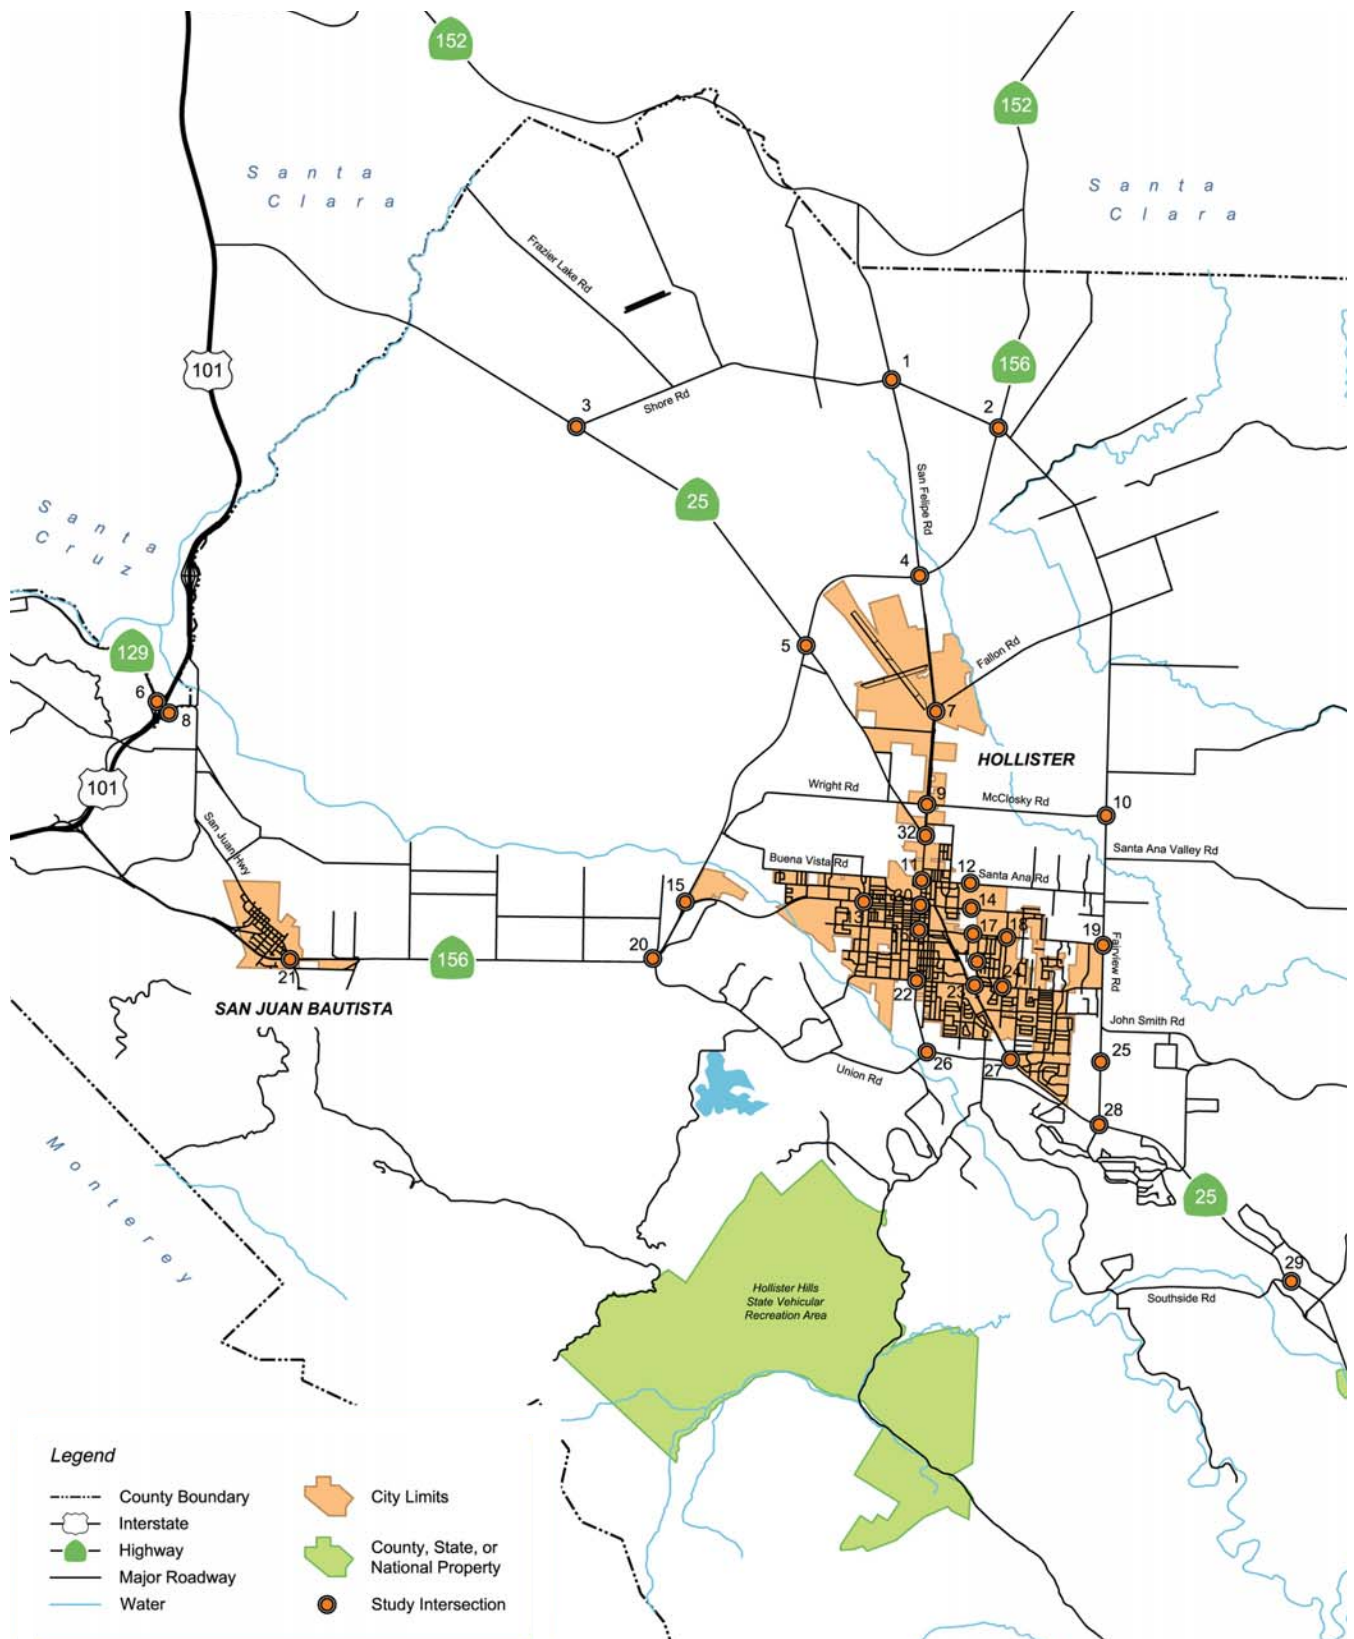 152
152
Santa
Clara
Santa
Clara
Frazier Lake Rd
101
156
1
2
3
Shore Rd
25
San Felipe Rd
Santa
Cruz
4
129
5
Fallon Rd
6
8
7
HOLLISTER
101
Wright Rd
9
McClosky Rd
10
San Juan Hwy
32
Buena Vista Rd
11
12
Santa Ana Rd
Santa Ana Valley Rd
15
30
14
13
17
18
19
Fairview Rd
20
156
21
22
23
24
SAN JUAN BAUTISTA
John Smith Rd
26
27
25
Union Rd
28
Monterey
25
29
Hollister Hills
State Vehicular
Recreation Area
Southside Rd
Legend
County Boundary
Interstate
Highway
Major Roadway
Water
City Limits
County, State, or
National Property
Study Intersection